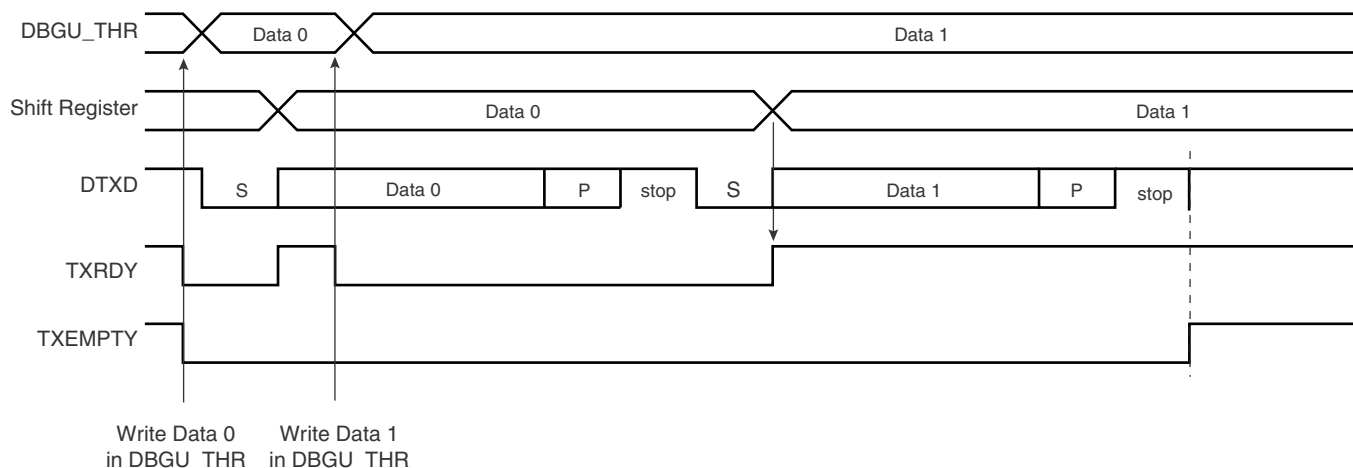 DBGU_THR
Data 0
Data 1
Shift Register
Data 0
Data 1
DTXD
S
Data 0
P
stop
S
Data 1
P
stop
TXRDY
TXEMPTY
Write Data 0
in DBGU_THR
Write Data 1
in DBGU_THR